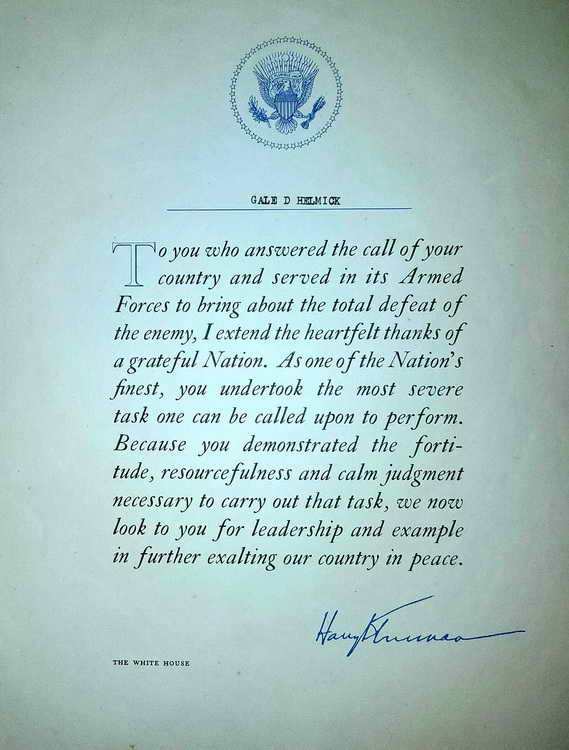 GALE D HELMICK
To you who answered the call of your
country and served in its Armed
Forces to bring about the total defeat of
the enemy, I extend the heartfelt thanks of
a grateful Nation. As one of the Nation's
finest, you undertook the most severe
task one can be called upon to perform.
Because you demonstrated the forti-
tude, resourcefulness and calm judgment
necessary to carry out that task, we now
look to you for leadership and example
in further exalting our country in peace.
Harry Truman
THE WHITE HOUSE